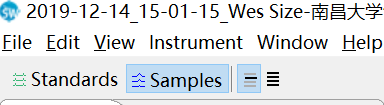 2019-12-14_15-01-15_Wes Size-南昌大学
File Edit View Instrument Window Help
Standards Samples